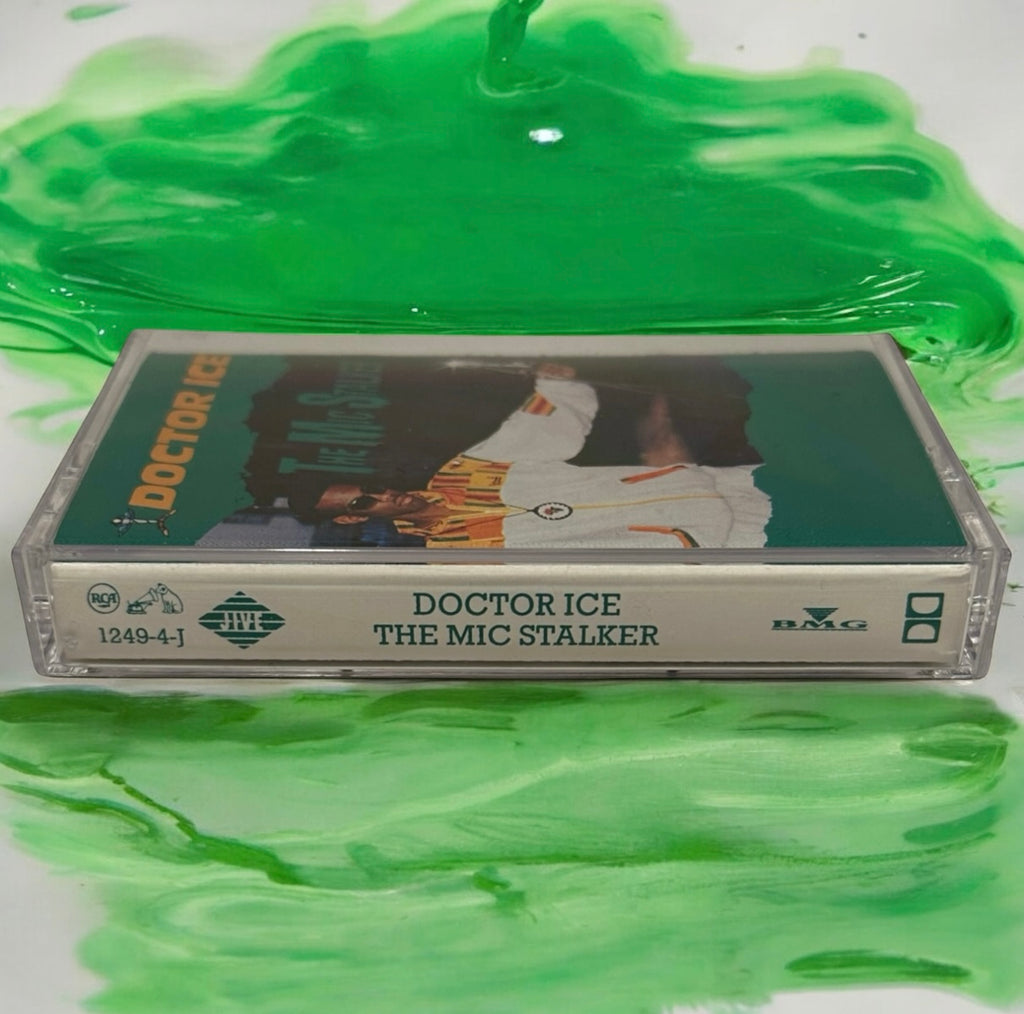 DOCTOR ICE
THE MIC STALKER
RCA
1249-4-J
JIVE
DOCTOR ICE
THE MIC STALKER
BMG